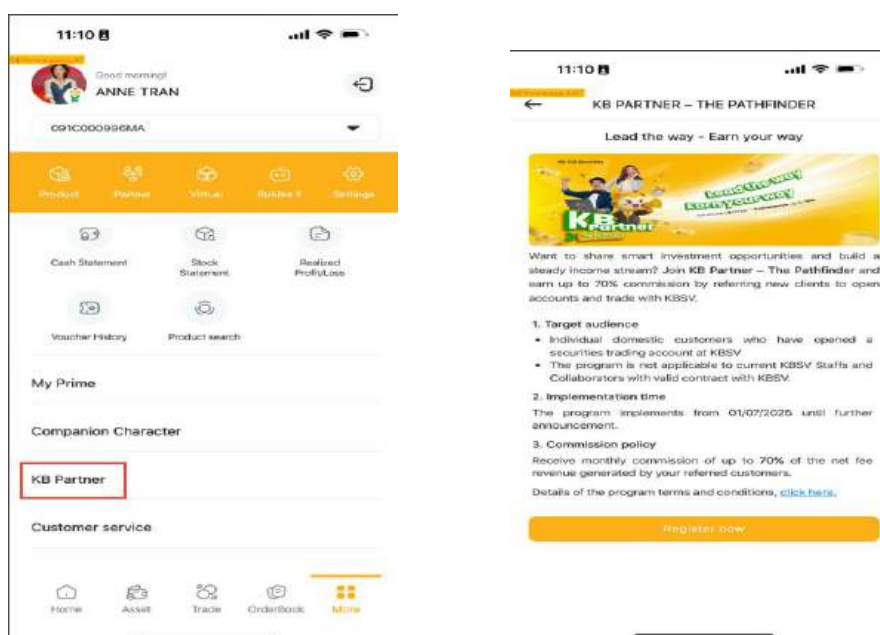 11:10
Good morning!
ANNE TRAN
091C000996MA
Product Partner Virtual Settings
Cash Statement
Stock Statement
Realized Profit/Loss
Voucher History
Product search
My Prime
Companion Character
KB Partner
Customer service
Home Asset Trade OrderBook More
11:10
KB PARTNER – THE PATHFINDER
Lead the way - Earn your way
Lead the way
Earn your way
KB
Partner
Want to share smart investment opportunities and build a
steady income stream? Join KB Partner – The Pathfinder and
earn up to 70% commission by referring new clients to open
accounts and trade with KBSV.
1. Target audience
• Individual domestic customers who have opened a
securities trading account at KBSV
• The program is not applicable to current KBSV Staffs and
Collaborators with valid contract with KBSV.
2. Implementation time
The program implements from 01/07/2025 until further
announcement.
3. Commission policy
Receive monthly commission of up to 70% of the net fee
revenue generated by your referred customers.
Details of the program terms and conditions, click here.
Register now